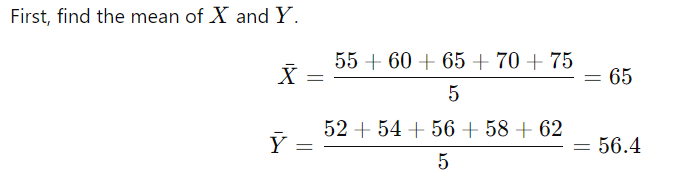 First, find the mean of X and Y.
X̄ = (55 + 60 + 65 + 70 + 75) / 5 = 65
Ȳ = (52 + 54 + 56 + 58 + 62) / 5 = 56.4